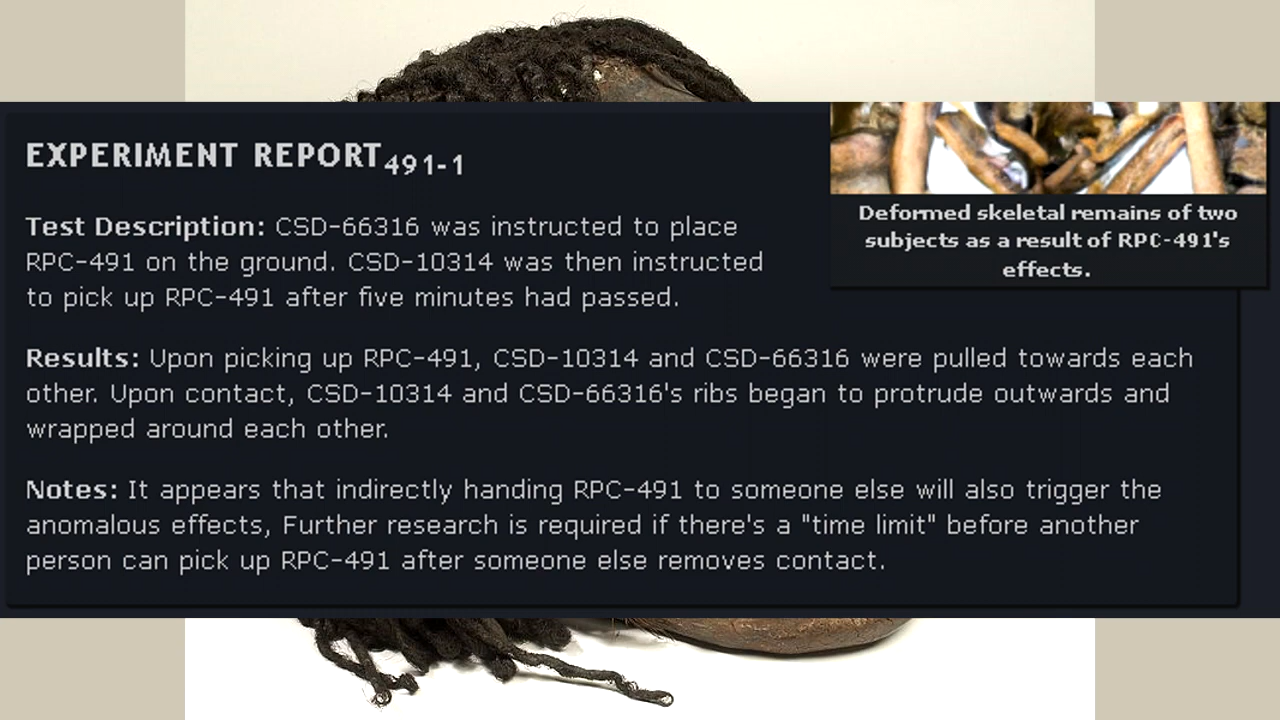 EXPERIMENT REPORT491-1
Deformed skeletal remains of two
subjects as a result of RPC-491's
effects.
Test Description: CSD-66316 was instructed to place
RPC-491 on the ground. CSD-10314 was then instructed
to pick up RPC-491 after five minutes had passed.
Results: Upon picking up RPC-491, CSD-10314 and CSD-66316 were pulled towards each
other. Upon contact, CSD-10314 and CSD-66316's ribs began to protrude outwards and
wrapped around each other.
Notes: It appears that indirectly handing RPC-491 to someone else will also trigger the
anomalous effects, Further research is required if there's a "time limit" before another
person can pick up RPC-491 after someone else removes contact.